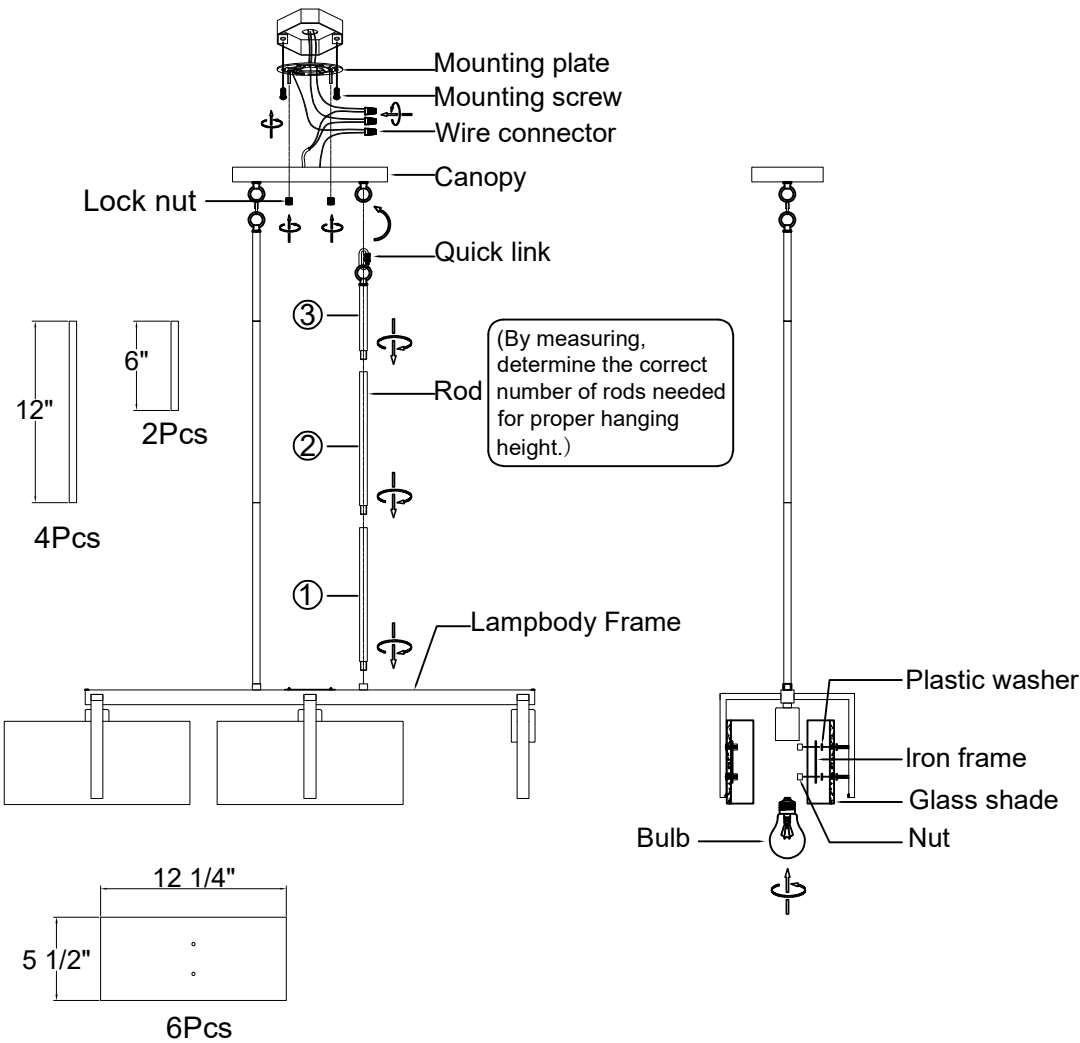 Mounting plate
Mounting screw
Wire connector
Canopy
Lock nut
Quick link
③
(By measuring,
determine the correct
number of rods needed
for proper hanging
height.）
Rod
6"
12"
2Pcs
②
4Pcs
①
Lampbody Frame
Plastic washer
Iron frame
Glass shade
Bulb
Nut
12 1/4"
5 1/2"
6Pcs